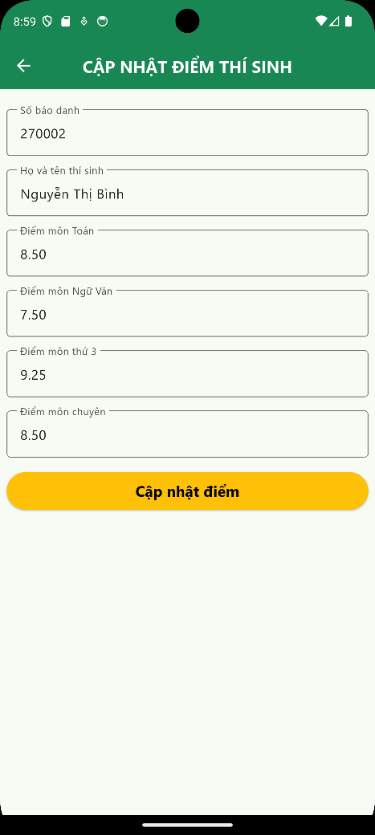 8:59
CẬP NHẬT ĐIỂM THÍ SINH
Số báo danh
270002
Họ và tên thí sinh
Nguyễn Thị Bình
Điểm môn Toán
8.50
Điểm môn Ngữ Văn
7.50
Điểm môn thứ 3
9.25
Điểm môn chuyên
8.50
Cập nhật điểm